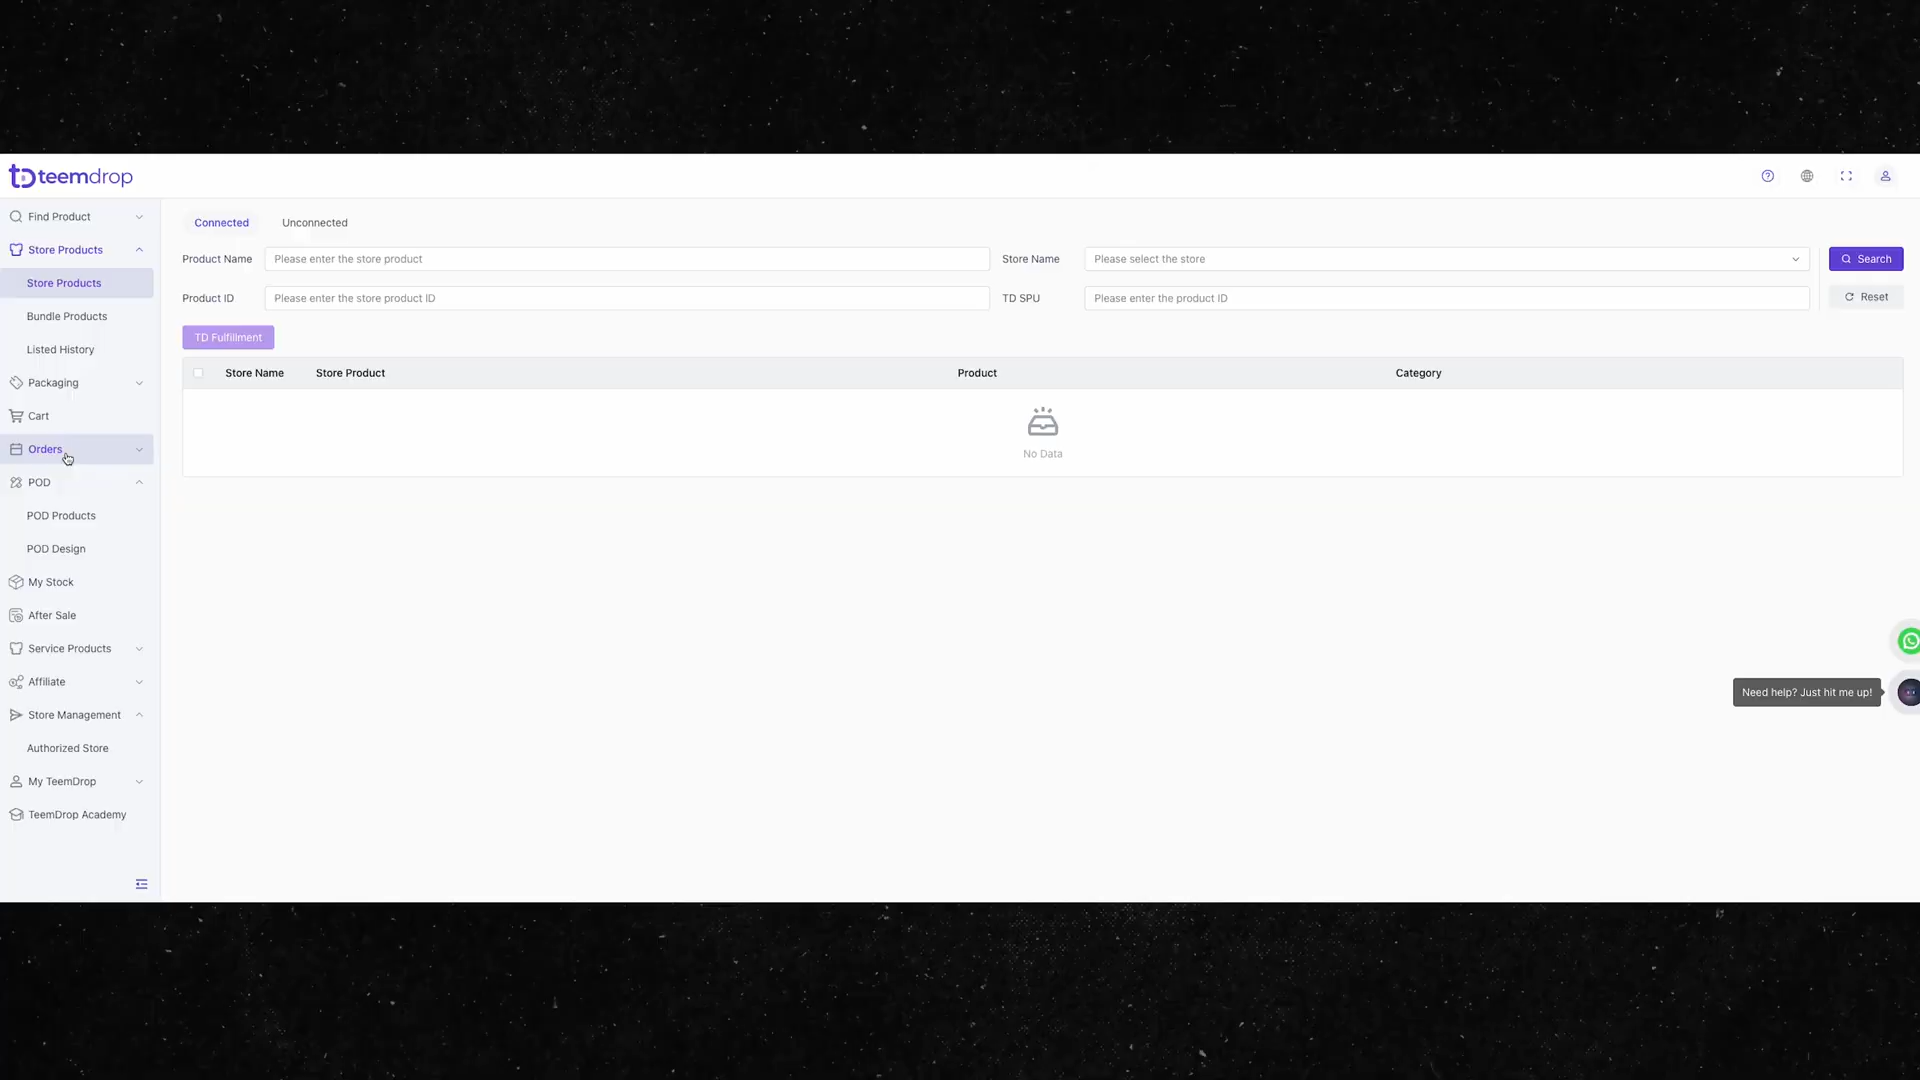 teemdrop
Find Product
Store Products
Store Products
Bundle Products
Listed History
Packaging
Cart
Orders
POD
POD Products
POD Design
My Stock
After Sale
Service Products
Affiliate
Store Management
Authorized Store
My TeemDrop
TeemDrop Academy
Connected Unconnected
Product Name Please enter the store product Store Name Please select the store Search
Product ID Please enter the store product ID TD SPU Please enter the product ID Reset
TD Fulfillment
Store Name Store Product Product Category
No Data
Need help? Just hit me up!